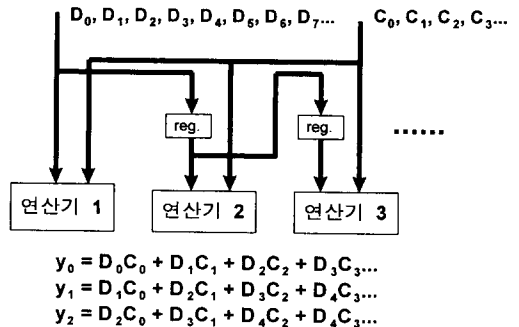 D₀, D₁, D₂, D₃, D₄, D₅, D₆, D₇... C₀, C₁, C₂, C₃...
reg. reg.
......
연산기 1 연산기 2 연산기 3
y₀ = D₀C₀ + D₁C₁ + D₂C₂ + D₃C₃...
y₁ = D₁C₀ + D₂C₁ + D₃C₂ + D₄C₃...
y₂ = D₂C₀ + D₃C₁ + D₄C₂ + D₄C₃...